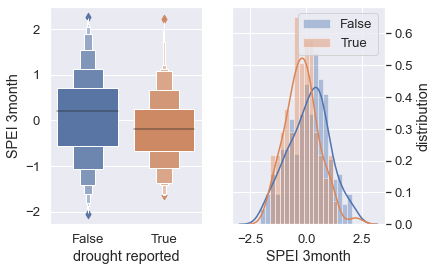 SPEI 3month
2
1
0
−1
−2
False
True
drought reported
False
True
0.6
0.5
0.4
0.3
0.2
0.1
0.0
distribution
−2.5
0.0
2.5
SPEI 3month